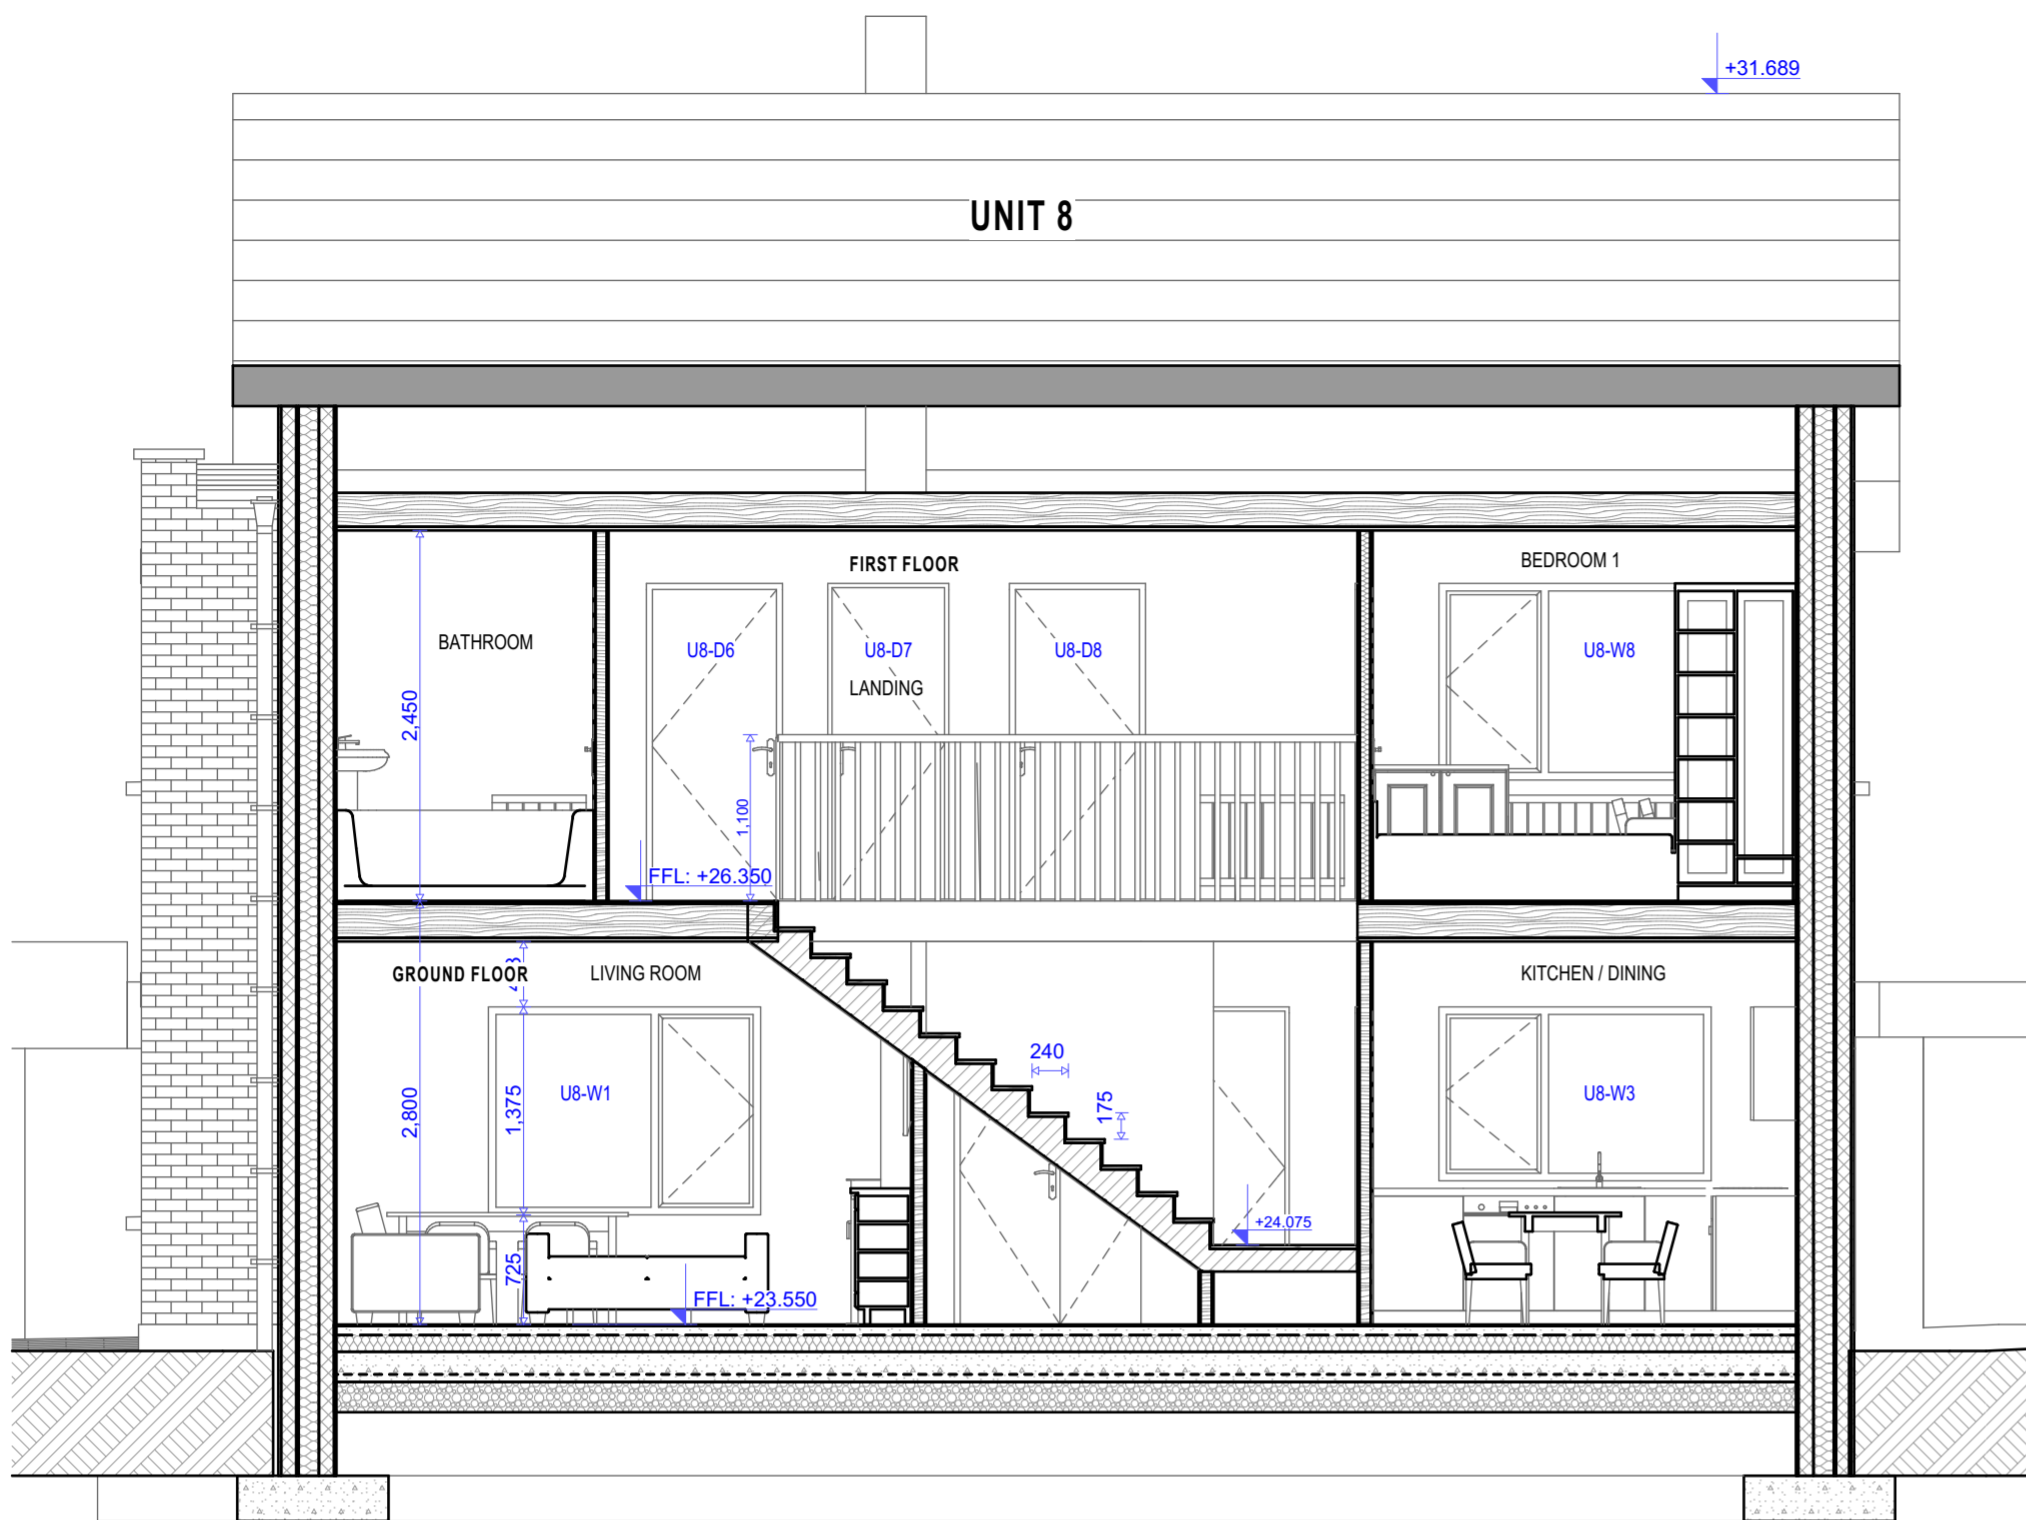 +31.689
UNIT 8
FIRST FLOOR
BEDROOM 1
BATHROOM
U8-D6
U8-D7
U8-D8
U8-W8
LANDING
2,450
1,100
FFL: +26.350
GROUND FLOOR
LIVING ROOM
KITCHEN / DINING
240
U8-W1
U8-W3
2,800
1,375
175
+24.075
725
FFL: +23.550